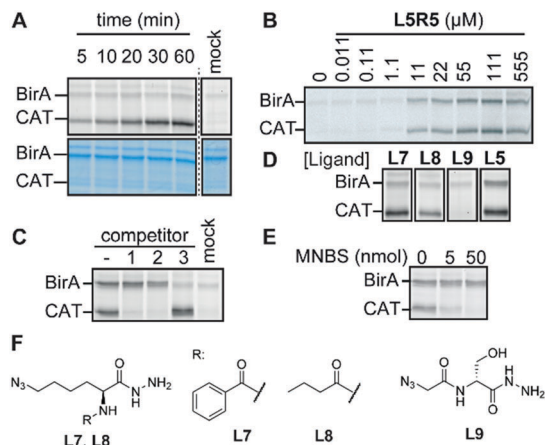 A
time (min)
5 10 20 30 60 mock
BirA
CAT
BirA
CAT
B
L5R5 (µM)
0 0.011 0.11 1.1 11 22 55 111 555
BirA
CAT
D
[Ligand] L7 L8 L9 L5
BirA
CAT
C
competitor
- 1 2 3 mock
BirA
CAT
E
MNBS (nmol) 0 5 50
BirA
CAT
F
N3 O H N NH2 NH R
L7, L8
R:
O
L7
O
L8
N3 O N H OH O H N NH2
L9